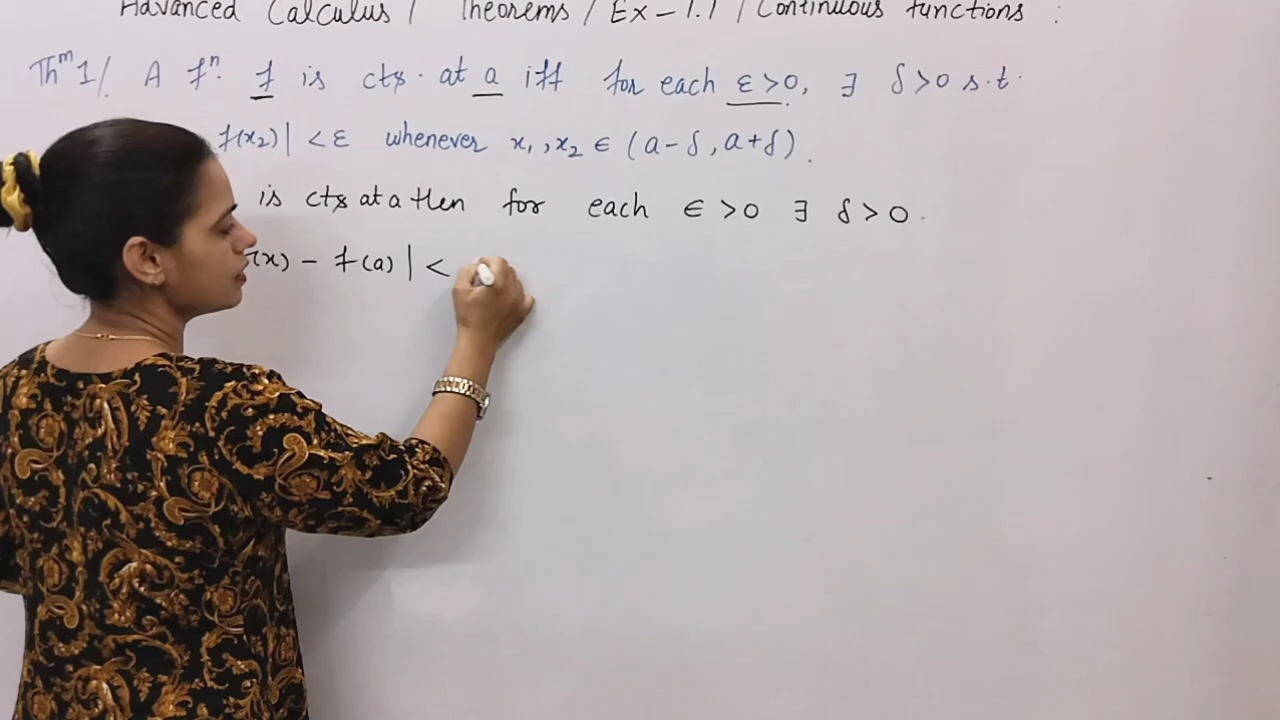 Advanced Calculus / Theorems / Ex - 1.1 / Continuous functions :
Thᵐ 1/. A fⁿ. f is cts. at a iff for each ε > 0, ∃ δ > 0 s.t.
f(x₂)| < ε whenever x₁, x₂ ∈ (a - δ, a + δ).
is cts at a then for each ∈ > 0 ∃ δ > 0.
(x) - f(a) | <